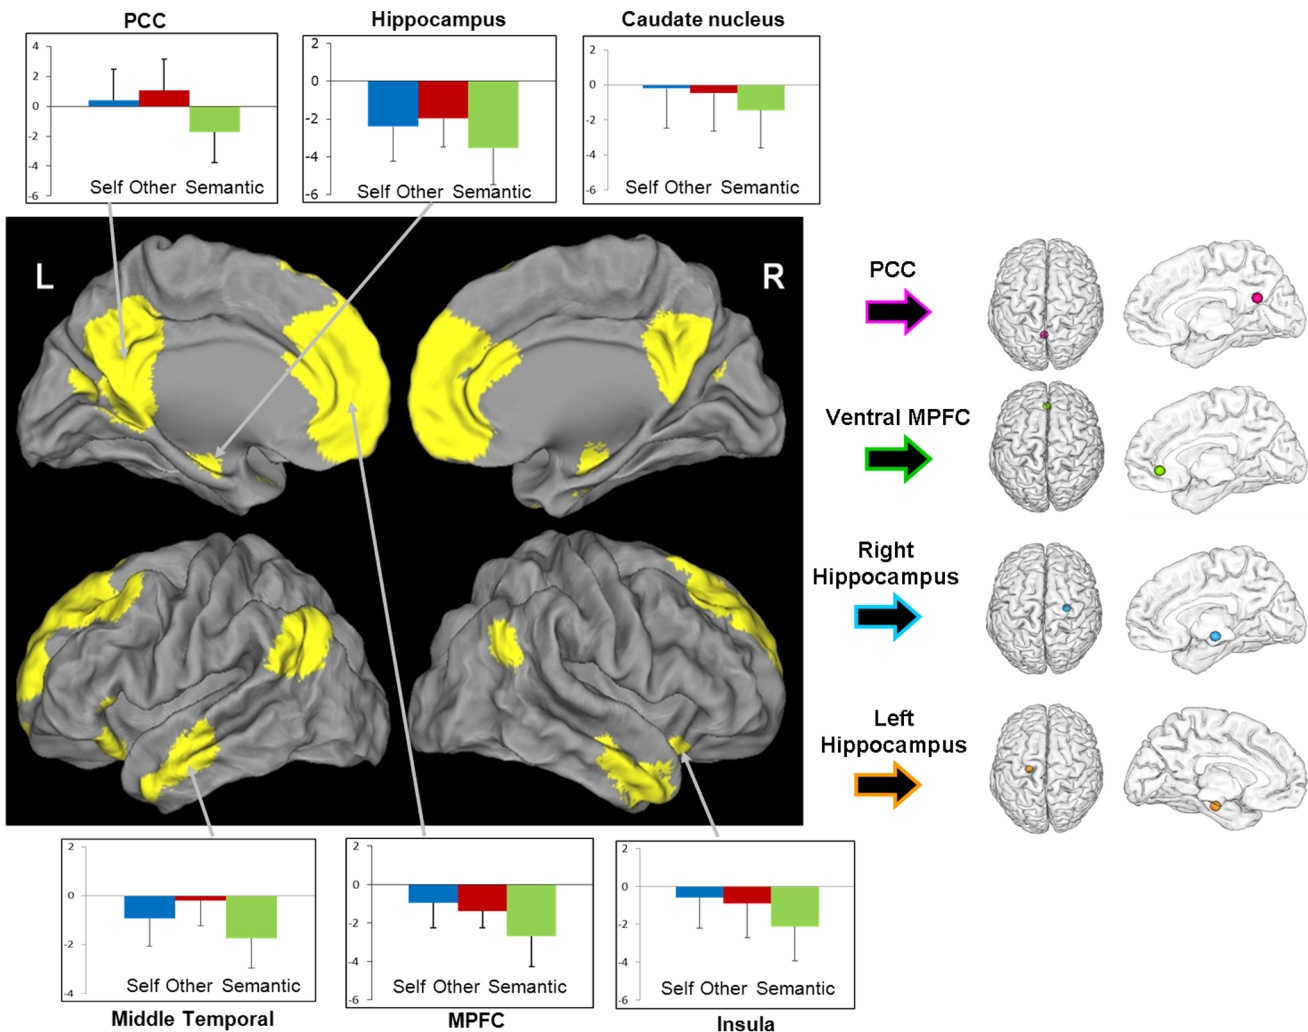 PCC
Hippocampus
Caudate nucleus
4
2
0
-2
-4
-6
Self Other Semantic
2
0
-2
-4
-6
Self Other Semantic
2
0
-2
-4
-6
Self Other Semantic
L
R
PCC
Ventral MPFC
Right
Hippocampus
Left
Hippocampus
2
0
-2
-4
Self Other Semantic
Middle Temporal
2
0
-2
-4
-6
Self Other Semantic
MPFC
2
0
-2
-4
-6
Self Other Semantic
Insula